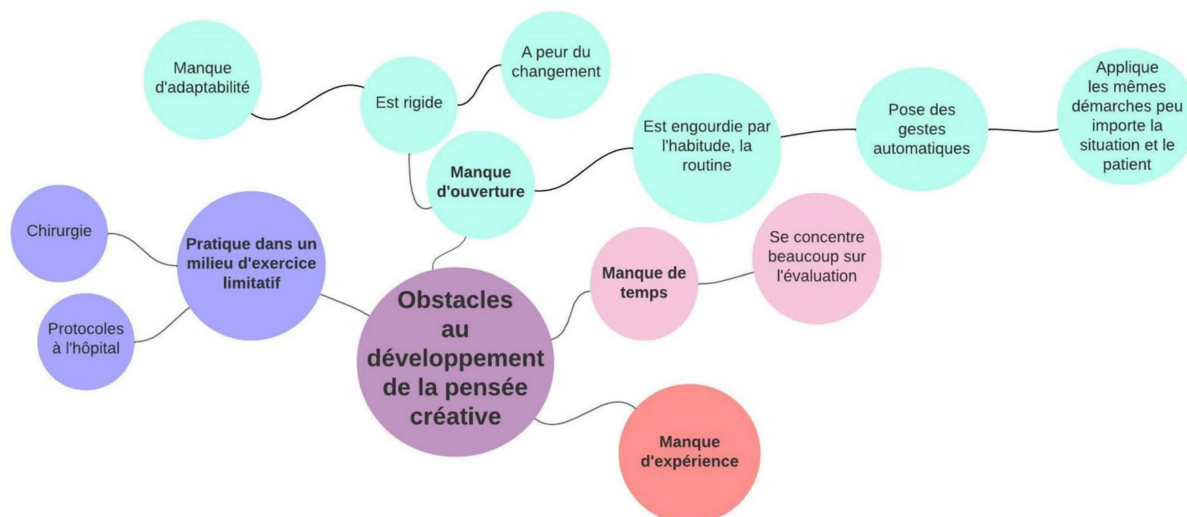 Manque
d'adaptabilité
Est rigide
A peur du
changement
Manque
d'ouverture
Est engourdie par
l'habitude, la
routine
Pose des
gestes
automatiques
Applique
les mêmes
démarches peu
importe la
situation et le
patient
Chirurgie
Pratique dans un
milieu d'exercice
limitatif
Protocoles
à l'hôpital
Manque de
temps
Se concentre
beaucoup sur
l'évaluation
Obstacles
au
développement
de la pensée
créative
Manque
d'expérience